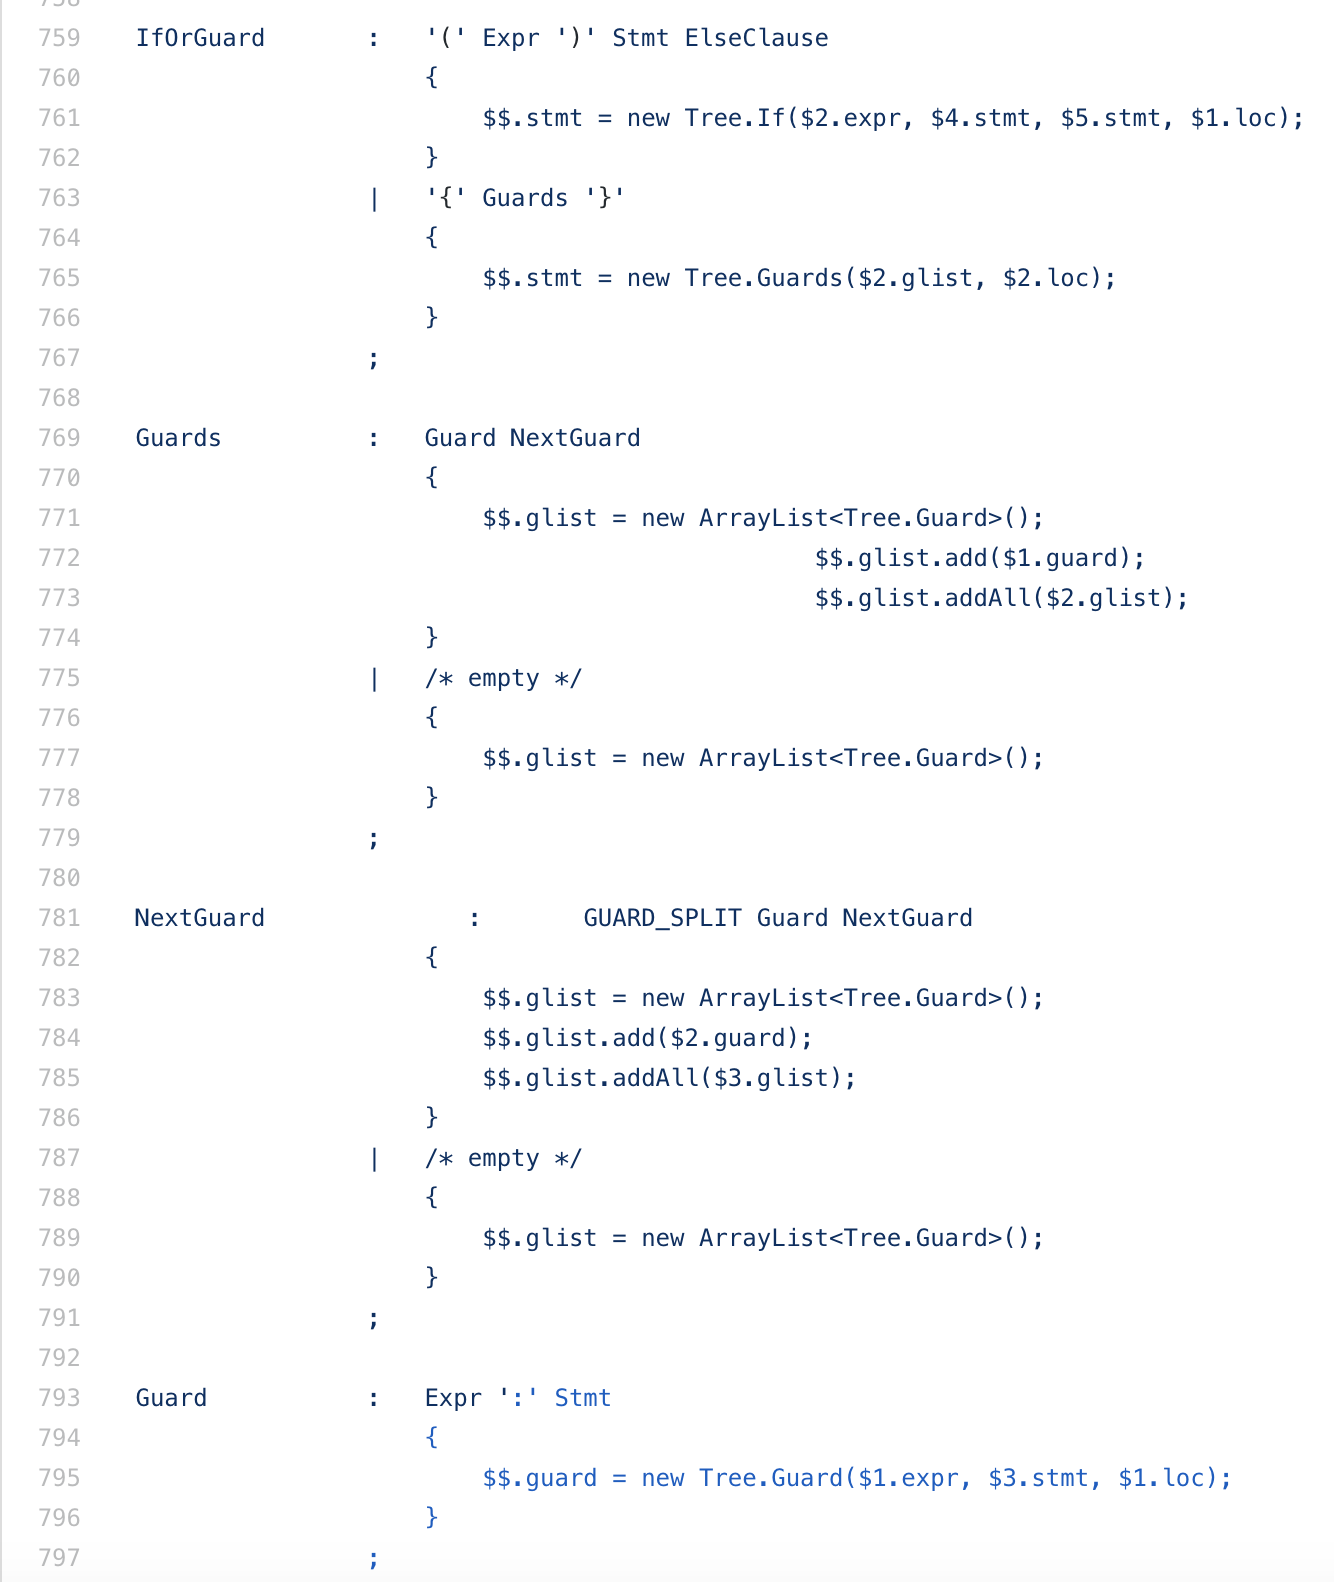 758
759 IfOrGuard : '(' Expr ')' Stmt ElseClause
760 {
761 $$.stmt = new Tree.If($2.expr, $4.stmt, $5.stmt, $1.loc);
762 }
763 | '{' Guards '}'
764 {
765 $$.stmt = new Tree.Guards($2.glist, $2.loc);
766 }
767 ;
768
769 Guards : Guard NextGuard
770 {
771 $$.glist = new ArrayList<Tree.Guard>();
772 $$.glist.add($1.guard);
773 $$.glist.addAll($2.glist);
774 }
775 | /* empty */
776 {
777 $$.glist = new ArrayList<Tree.Guard>();
778 }
779 ;
780
781 NextGuard : GUARD_SPLIT Guard NextGuard
782 {
783 $$.glist = new ArrayList<Tree.Guard>();
784 $$.glist.add($2.guard);
785 $$.glist.addAll($3.glist);
786 }
787 | /* empty */
788 {
789 $$.glist = new ArrayList<Tree.Guard>();
790 }
791 ;
792
793 Guard : Expr ':' Stmt
794 {
795 $$.guard = new Tree.Guard($1.expr, $3.stmt, $1.loc);
796 }
797 ;